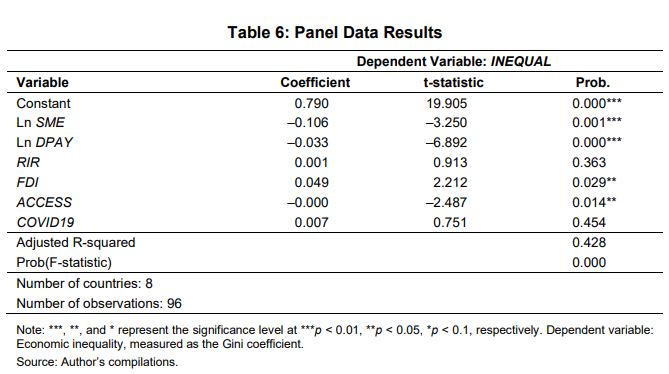 Table 6: Panel Data Results
Dependent Variable: INEQUAL
Variable Coefficient t-statistic Prob.
Constant 0.790 19.905 0.000***
Ln SME –0.106 –3.250 0.001***
Ln DPAY –0.033 –6.892 0.000***
RIR 0.001 0.913 0.363
FDI 0.049 2.212 0.029**
ACCESS –0.000 –2.487 0.014**
COVID19 0.007 0.751 0.454
Adjusted R-squared 0.428
Prob(F-statistic) 0.000
Number of countries: 8
Number of observations: 96
Note: ***, **, and * represent the significance level at ***p < 0.01, **p < 0.05, *p < 0.1, respectively. Dependent variable:
Economic inequality, measured as the Gini coefficient.
Source: Author’s compilations.